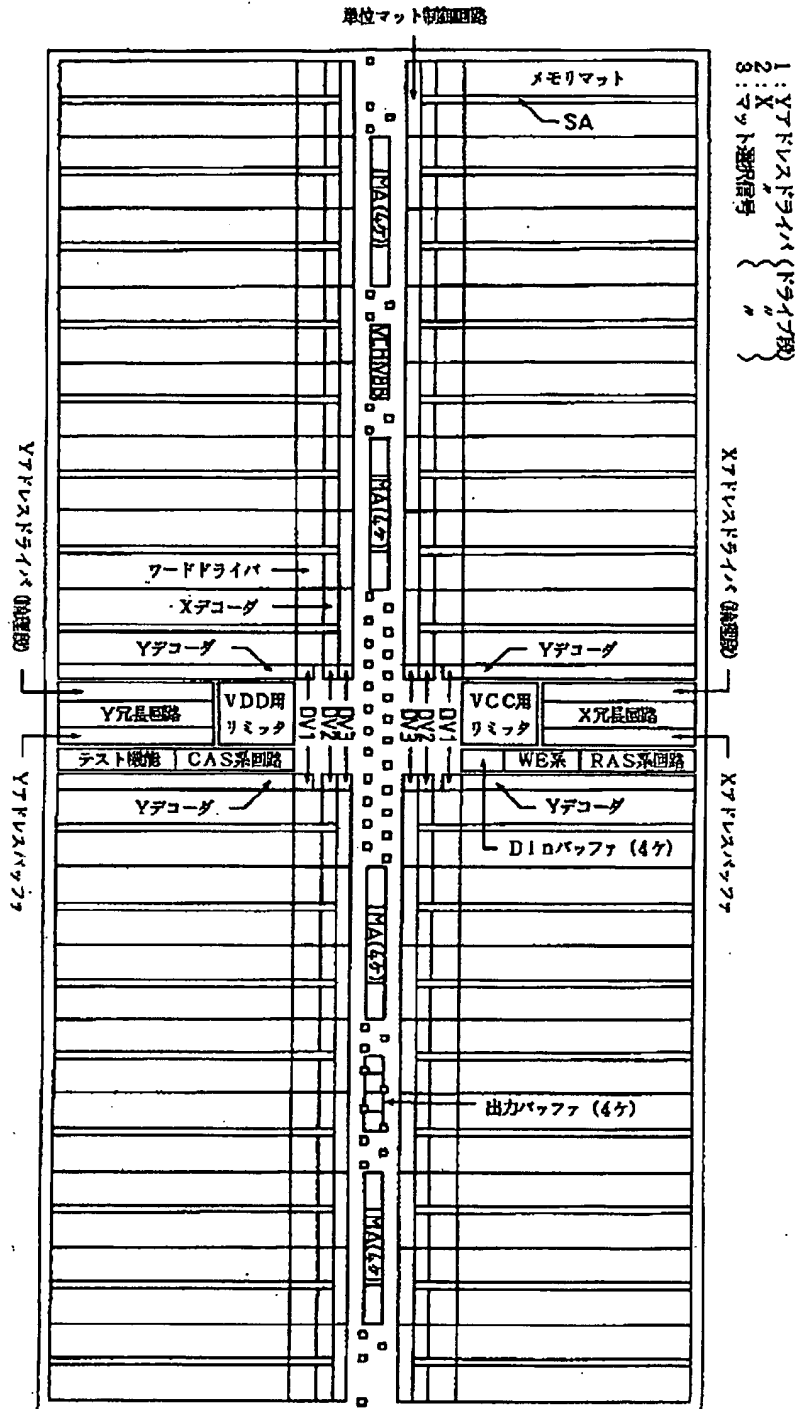 単位マット制御回路
1：Yアドレスドライバ（ドライブ段）
2：X　〃　（　〃　）
3：マット選択信号（　〃　）
メモリマット
SA
MA(4ケ)
MA(4ケ)
ワードドライバ
Xデコーダ
Yデコーダ
Yデコーダ
Yアドレスドライバ（論理段）
Xアドレスドライバ（論理段）
Y冗長回路
VDD用
リミッタ
DV1
DV2
DV3
DV3
DV2
DV1
VCC用
リミッタ
X冗長回路
テスト機能
CAS系回路
WE系
RAS系回路
Yデコーダ
Yデコーダ
Yアドレスバッファ
Xアドレスバッファ
Dinバッファ（4ケ）
MA(4ケ)
出力バッファ（4ケ）
MA(4ケ)